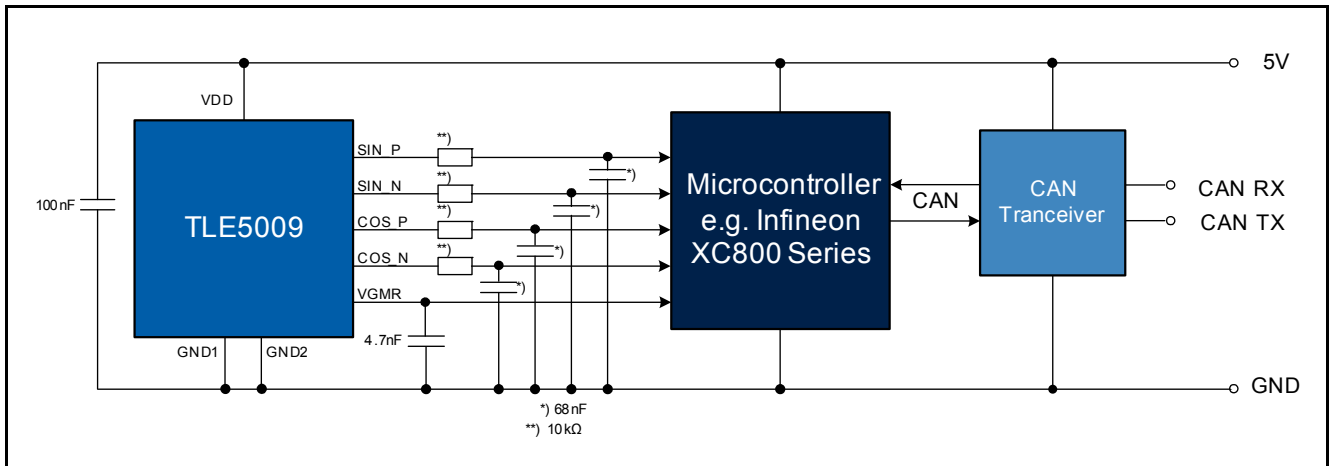 5V
VDD
100nF
TLE5009
SIN_P
**)
*)
SIN_N
**)
*)
COS_P
**)
*)
COS_N
**)
*)
VGMR
4.7nF
GND1
GND2
Microcontroller
e.g. Infineon
XC800 Series
CAN
CAN
Tranceiver
CAN RX
CAN TX
GND
*) 68nF
**) 10kΩ